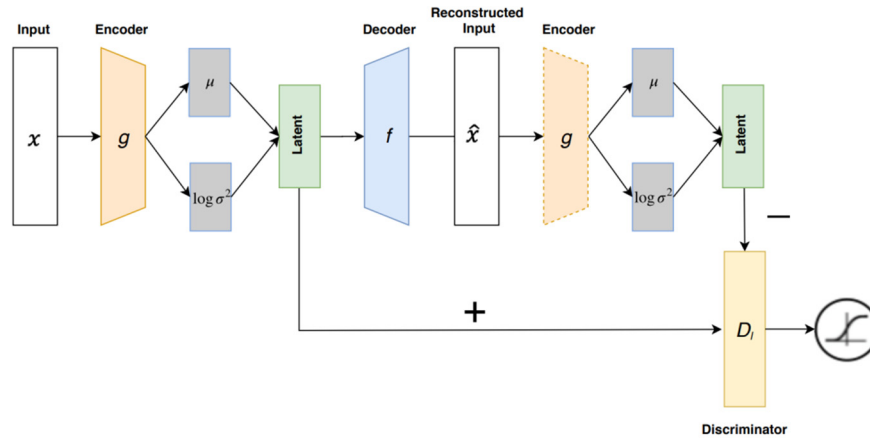 Input
Encoder
Decoder
Reconstructed
Input
Encoder
x
g
μ
log σ²
Latent
f
x̂
g
μ
log σ²
Latent
−
+
D_l
Discriminator